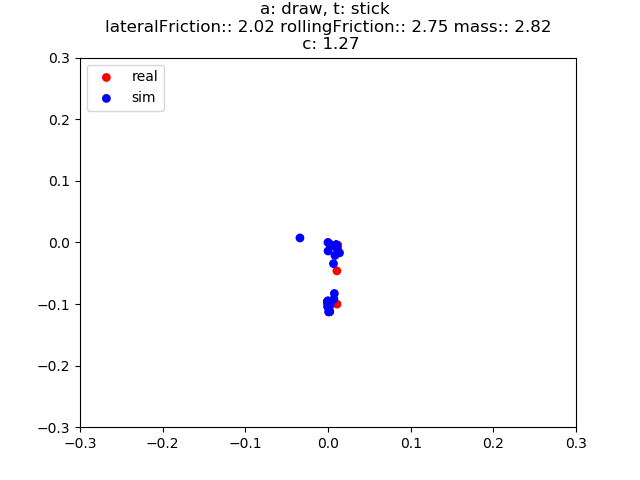 a: draw, t: stick
lateralFriction:: 2.02 rollingFriction:: 2.75 mass:: 2.82
c: 1.27
real
sim
0.3
0.2
0.1
0.0
−0.1
−0.2
−0.3
−0.3
−0.2
−0.1
0.0
0.1
0.2
0.3